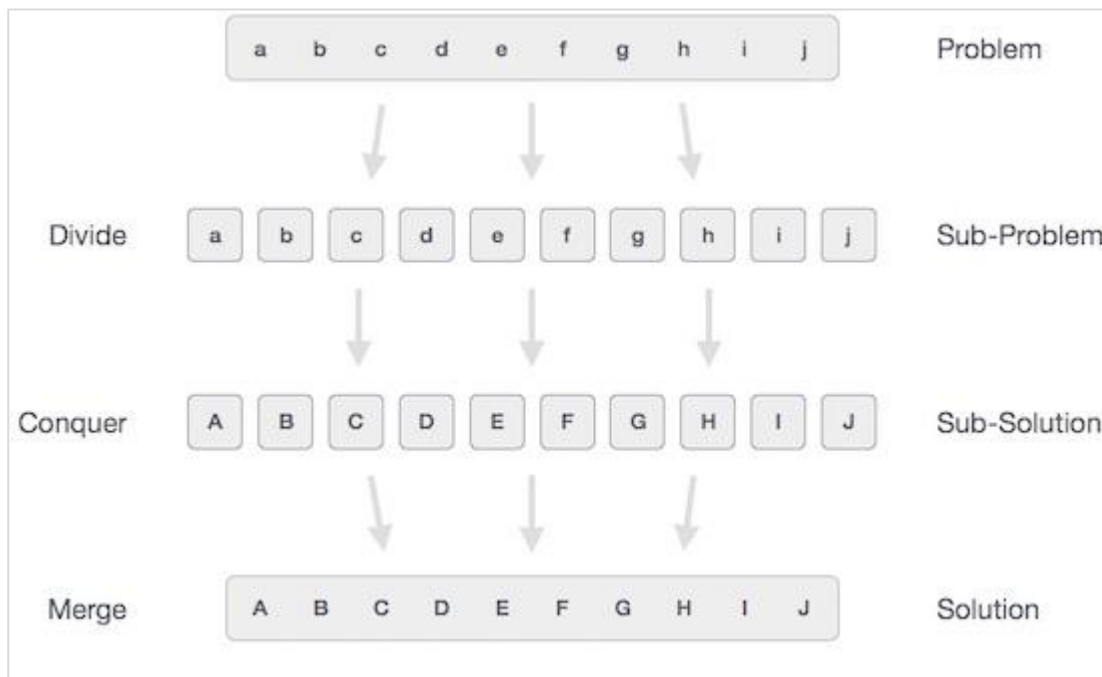 a b c d e f g h i j Problem
Divide a b c d e f g h i j Sub-Problem
Conquer A B C D E F G H I J Sub-Solution
Merge A B C D E F G H I J Solution